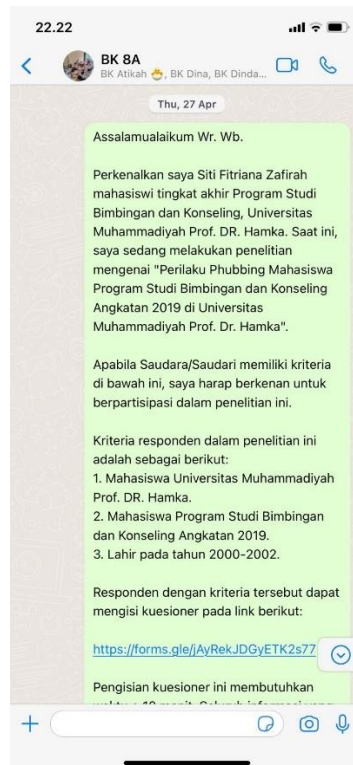 22.22
BK 8A
BK Atikah 🐣, BK Dina, BK Dinda...
Thu, 27 Apr
Assalamualaikum Wr. Wb.
Perkenalkan saya Siti Fitriana Zafirah
mahasiswi tingkat akhir Program Studi
Bimbingan dan Konseling, Universitas
Muhammadiyah Prof. DR. Hamka. Saat ini,
saya sedang melakukan penelitian
mengenai "Perilaku Phubbing Mahasiswa
Program Studi Bimbingan dan Konseling
Angkatan 2019 di Universitas
Muhammadiyah Prof. Dr. Hamka".
Apabila Saudara/Saudari memiliki kriteria
di bawah ini, saya harap berkenan untuk
berpartisipasi dalam penelitian ini.
Kriteria responden dalam penelitian ini
adalah sebagai berikut:
1. Mahasiswa Universitas Muhammadiyah
Prof. DR. Hamka.
2. Mahasiswa Program Studi Bimbingan
dan Konseling Angkatan 2019.
3. Lahir pada tahun 2000-2002.
Responden dengan kriteria tersebut dapat
mengisi kuesioner pada link berikut:
https://forms.gle/jAyRekJDGyETK2s77
Pengisian kuesioner ini membutuhkan